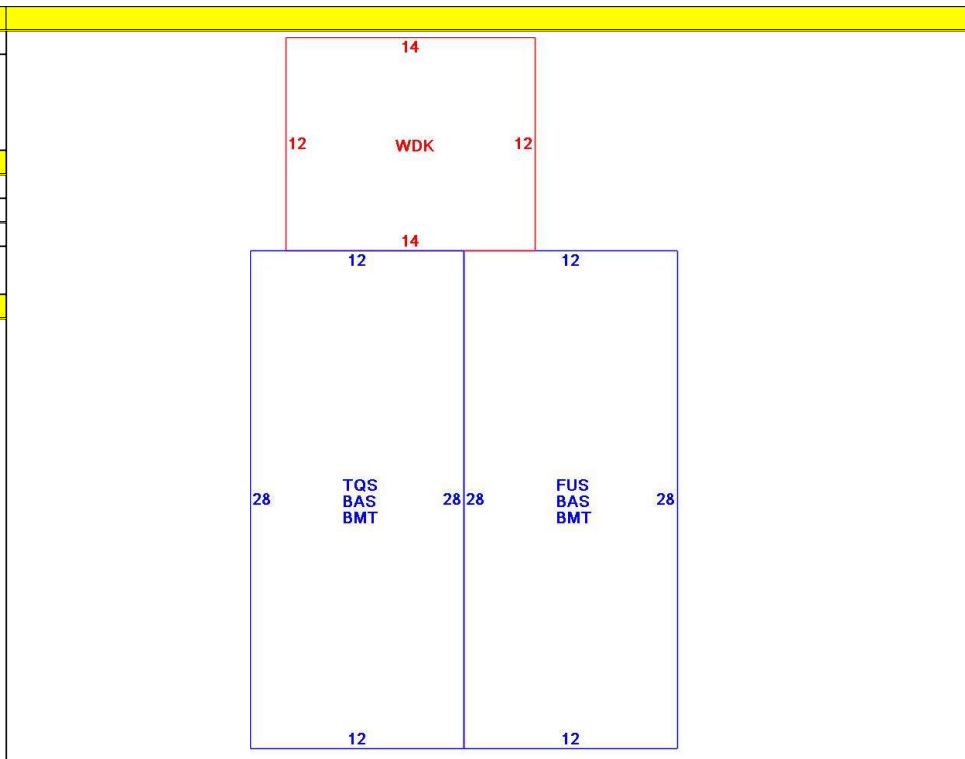 14
12 WDK 12
14
12 12
28 TQS 28 28 FUS 28
BAS BAS
BMT BMT
12 12